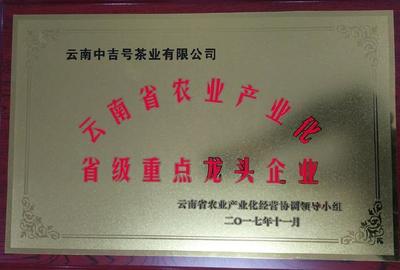 云南中吉号茶业有限公司
云南省农业产业化
省级重点龙头企业
云南省农业产业化经营协调领导小组
二〇一七年十一月